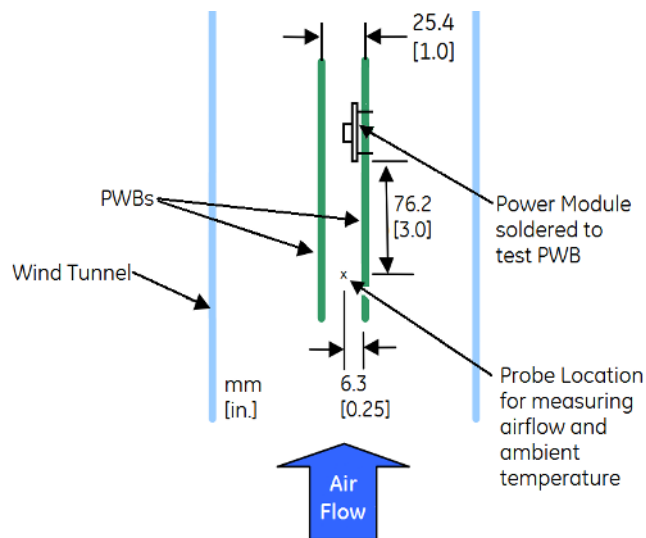 25.4
[1.0]
PWBs
76.2
[3.0]
Power Module
soldered to
test PWB
Wind Tunnel
x
mm
[in.]
6.3
[0.25]
Probe Location
for measuring
airflow and
ambient
temperature
Air
Flow